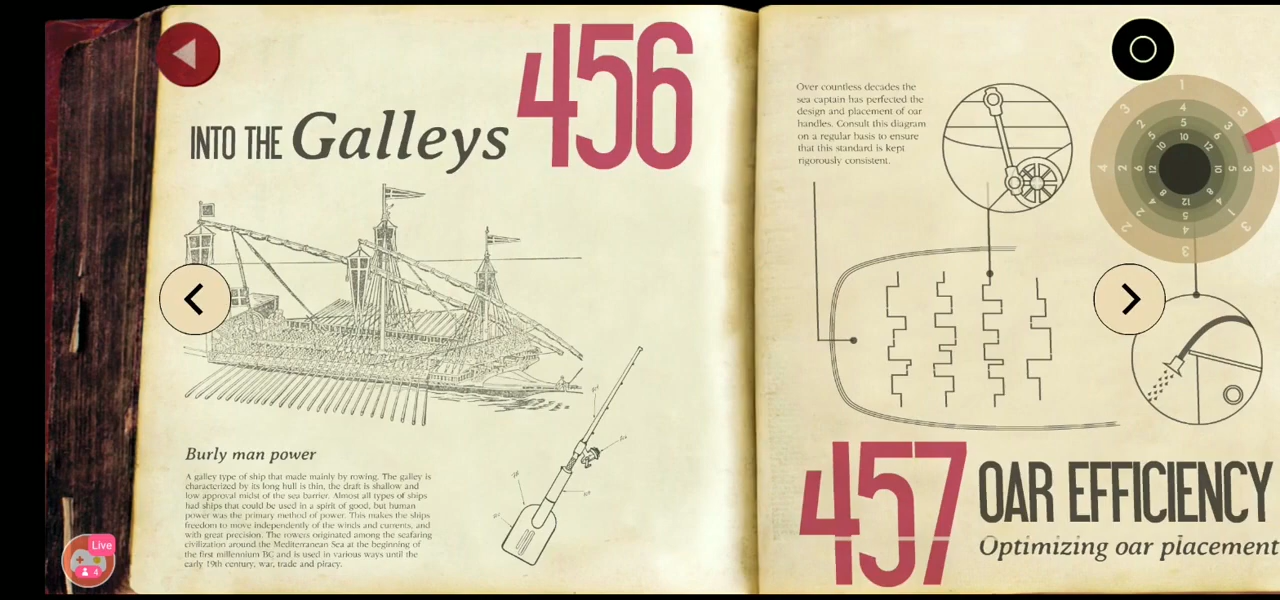 456
INTO THE Galleys
Burly man power
A galley type of ship that made mainly by rowing. The galley is
characterized by its long hull is thin, the draft is shallow and
low approval midst of the sea barrier. Almost all types of ships
had ships that could be used in a spirit of good, but human
power was the primary method of power. This makes the ships
freedom to move independently of the winds and currents, and
with great precision. The rowers originated among the seafaring
civilization around the Mediterranean Sea at the beginning of
the first millennium BC and is used in various ways until the
early 19th century, war, trade and piracy.
Live
4
Over countless decades the
sea captain has perfected the
design and placement of oar
handles. Consult this diagram
on a regular basis to ensure
that this standard is kept
rigorously consistent.
457
OAR EFFICIENCY
Optimizing oar placement